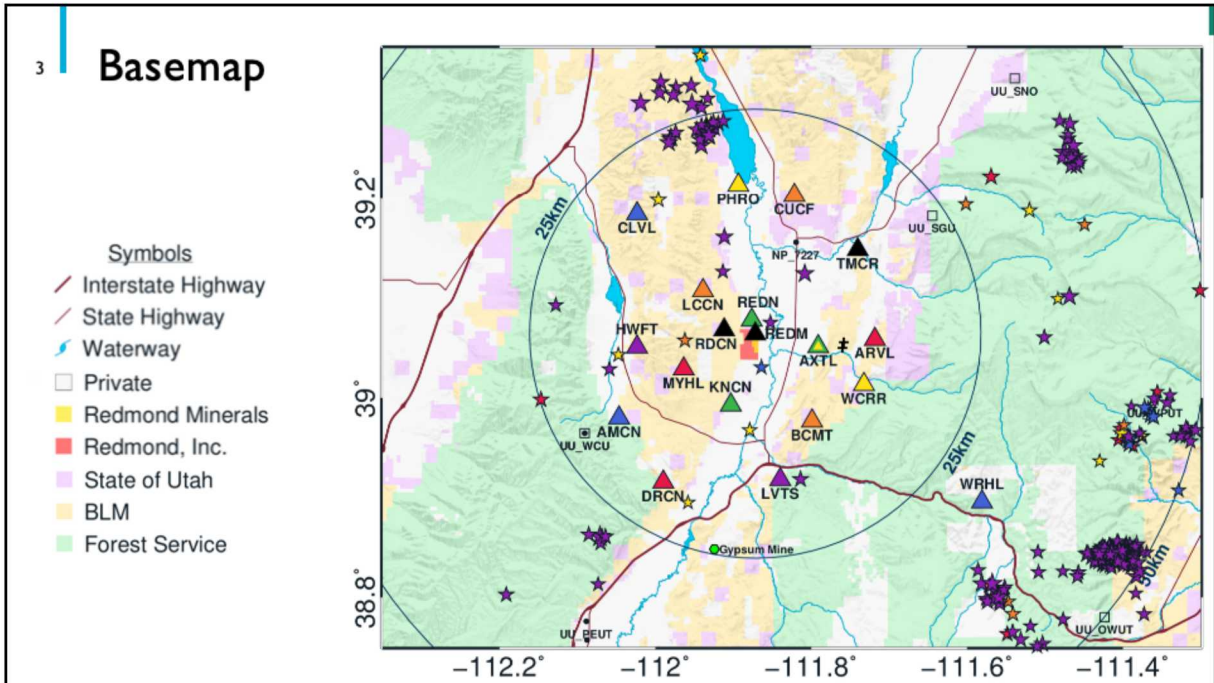 3
Basemap
Symbols
Interstate Highway
State Highway
Waterway
Private
Redmond Minerals
Redmond, Inc.
State of Utah
BLM
Forest Service
39.2°
39°
38.8°
−112.2°
−112°
−111.8°
−111.6°
−111.4°
25km
25km
50km
UU_SNO
PHRO
CUCF
CLVL
UU_SGU
NP_7227
TMCR
LCCN
REDN
HWFT
RDCN
REDM
AXTL
ARVL
MYHL
KNCN
WCRR
AMCN
BCMT
UU_WCU
DRCN
LVTS
WRHL
Gypsum Mine
UU_PEUT
UU_OWUT